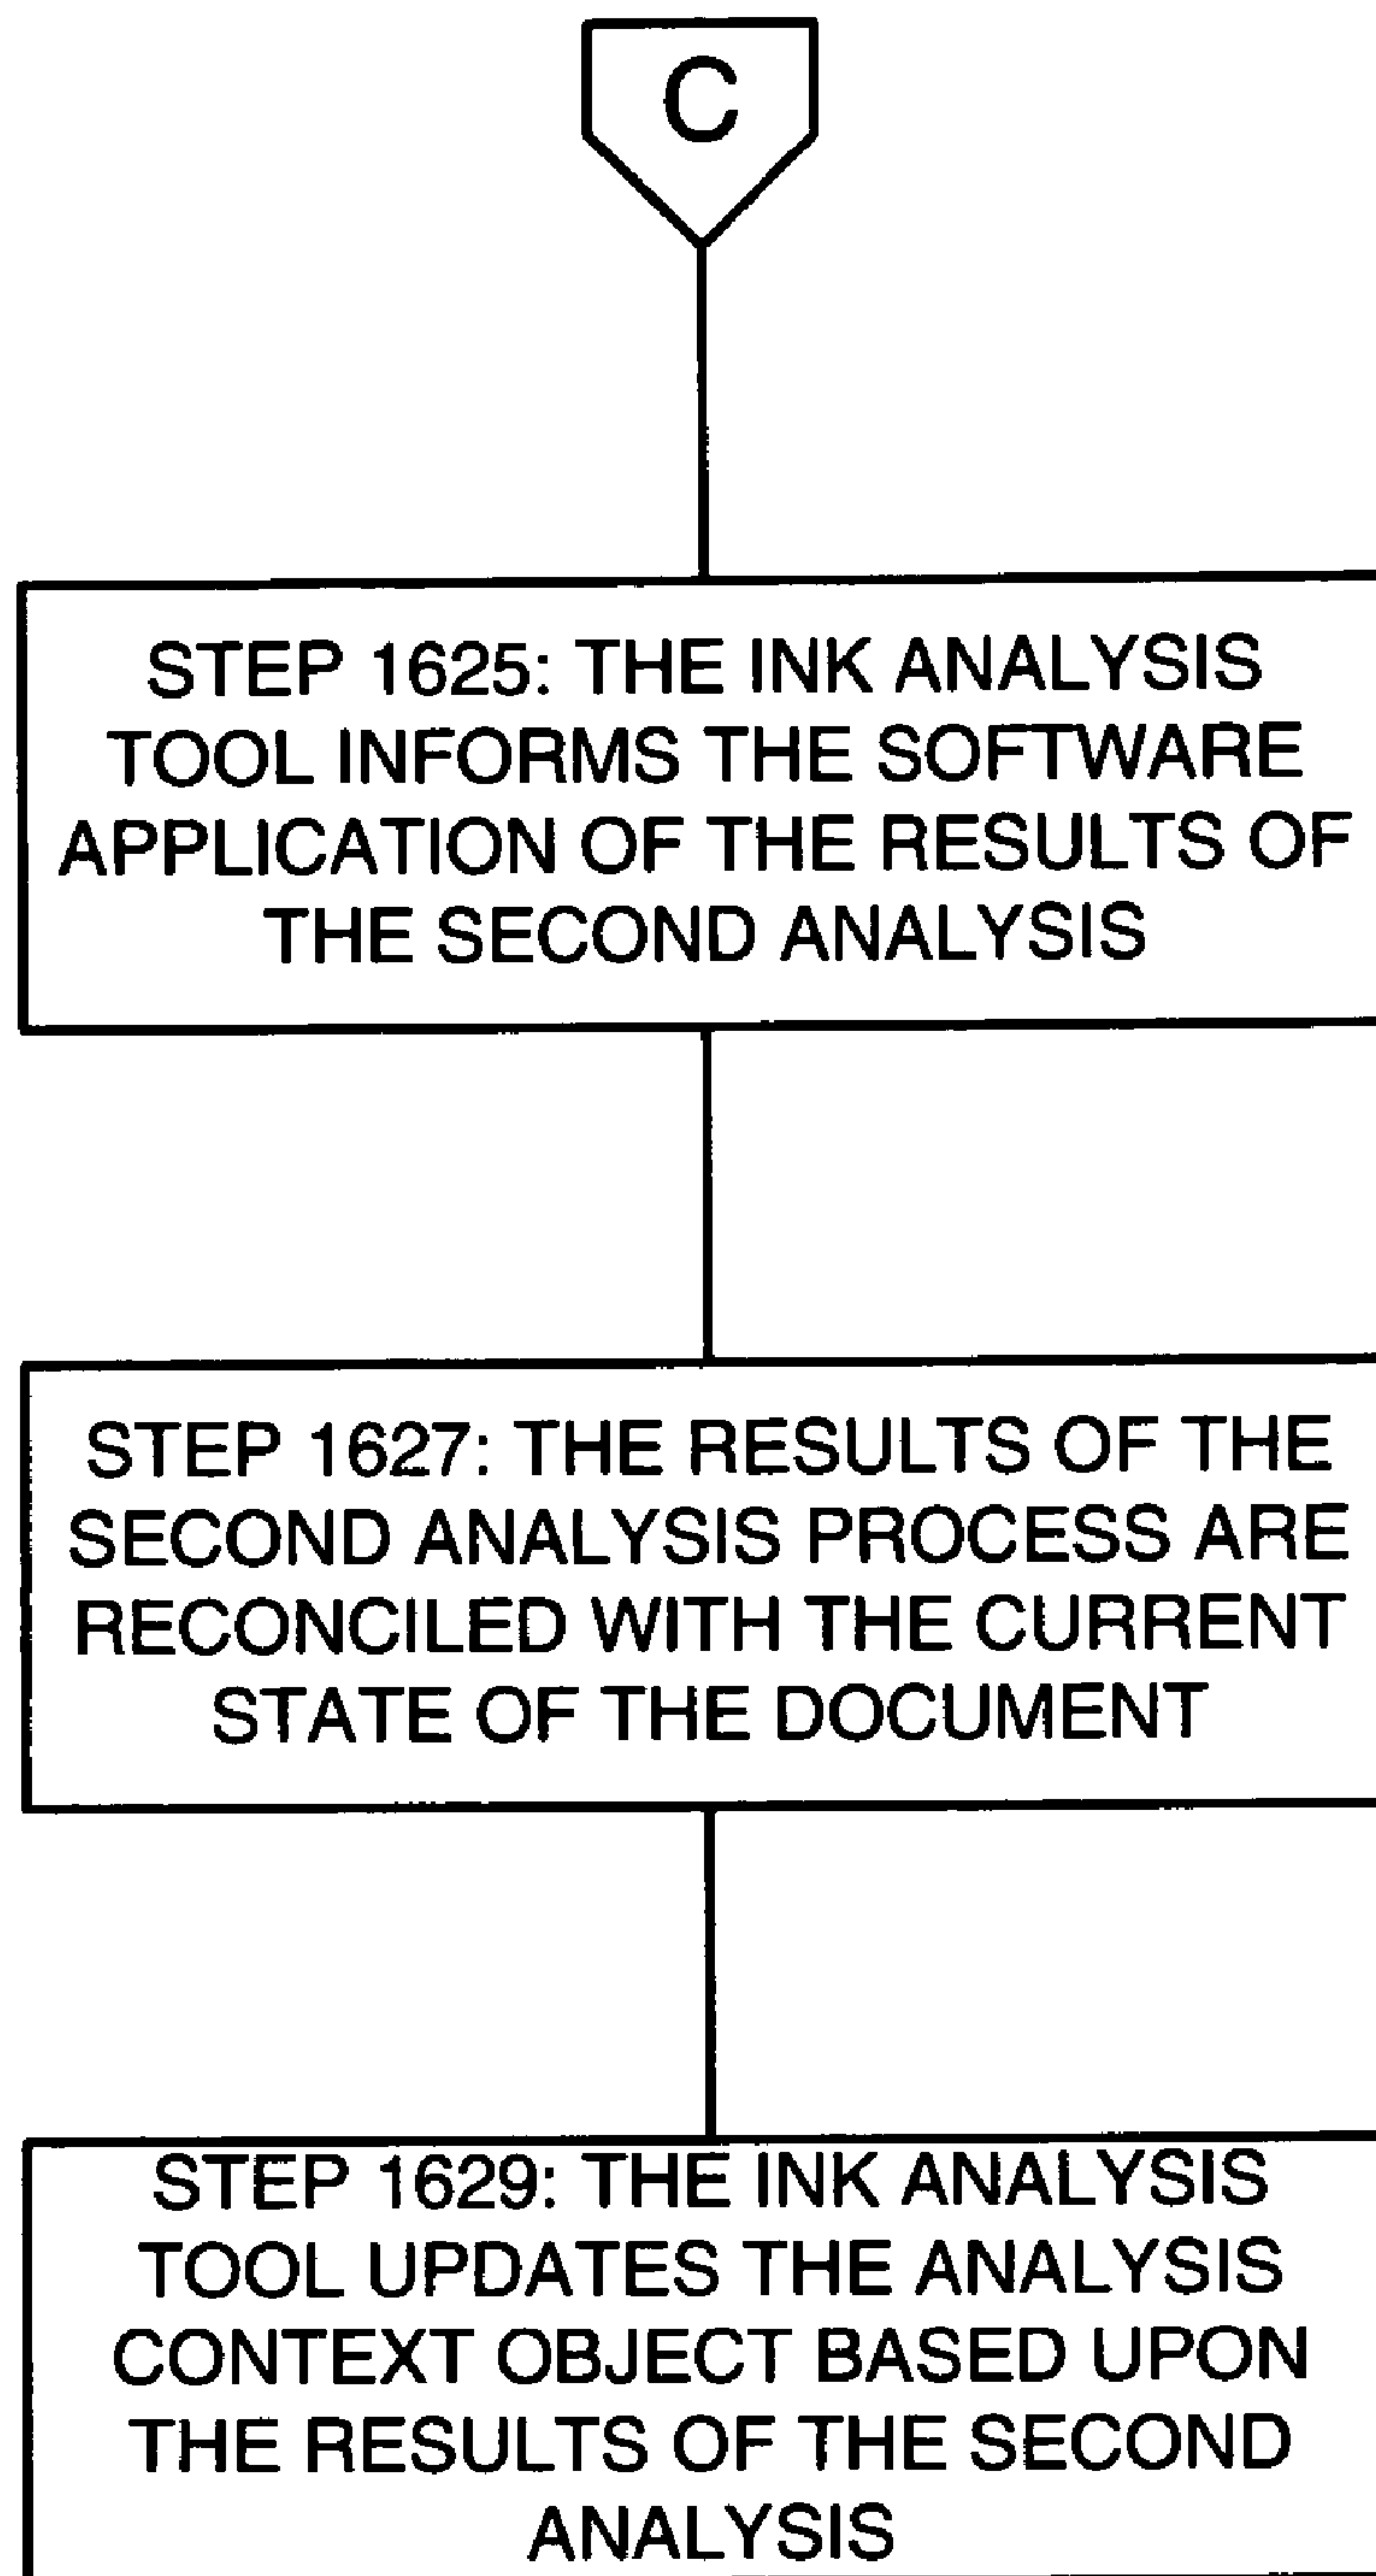 C
STEP 1625: THE INK ANALYSIS
TOOL INFORMS THE SOFTWARE
APPLICATION OF THE RESULTS OF
THE SECOND ANALYSIS
STEP 1627: THE RESULTS OF THE
SECOND ANALYSIS PROCESS ARE
RECONCILED WITH THE CURRENT
STATE OF THE DOCUMENT
STEP 1629: THE INK ANALYSIS
TOOL UPDATES THE ANALYSIS
CONTEXT OBJECT BASED UPON
THE RESULTS OF THE SECOND
ANALYSIS